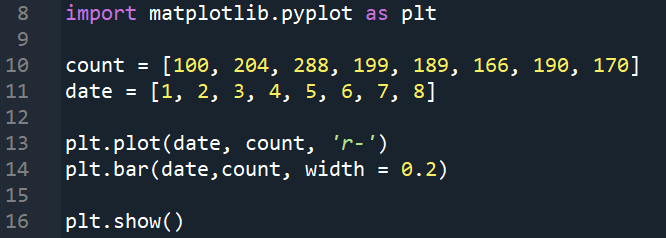 8 import matplotlib.pyplot as plt
9
10 count = [100, 204, 288, 199, 189, 166, 190, 170]
11 date = [1, 2, 3, 4, 5, 6, 7, 8]
12
13 plt.plot(date, count, 'r-')
14 plt.bar(date,count, width = 0.2)
15
16 plt.show()